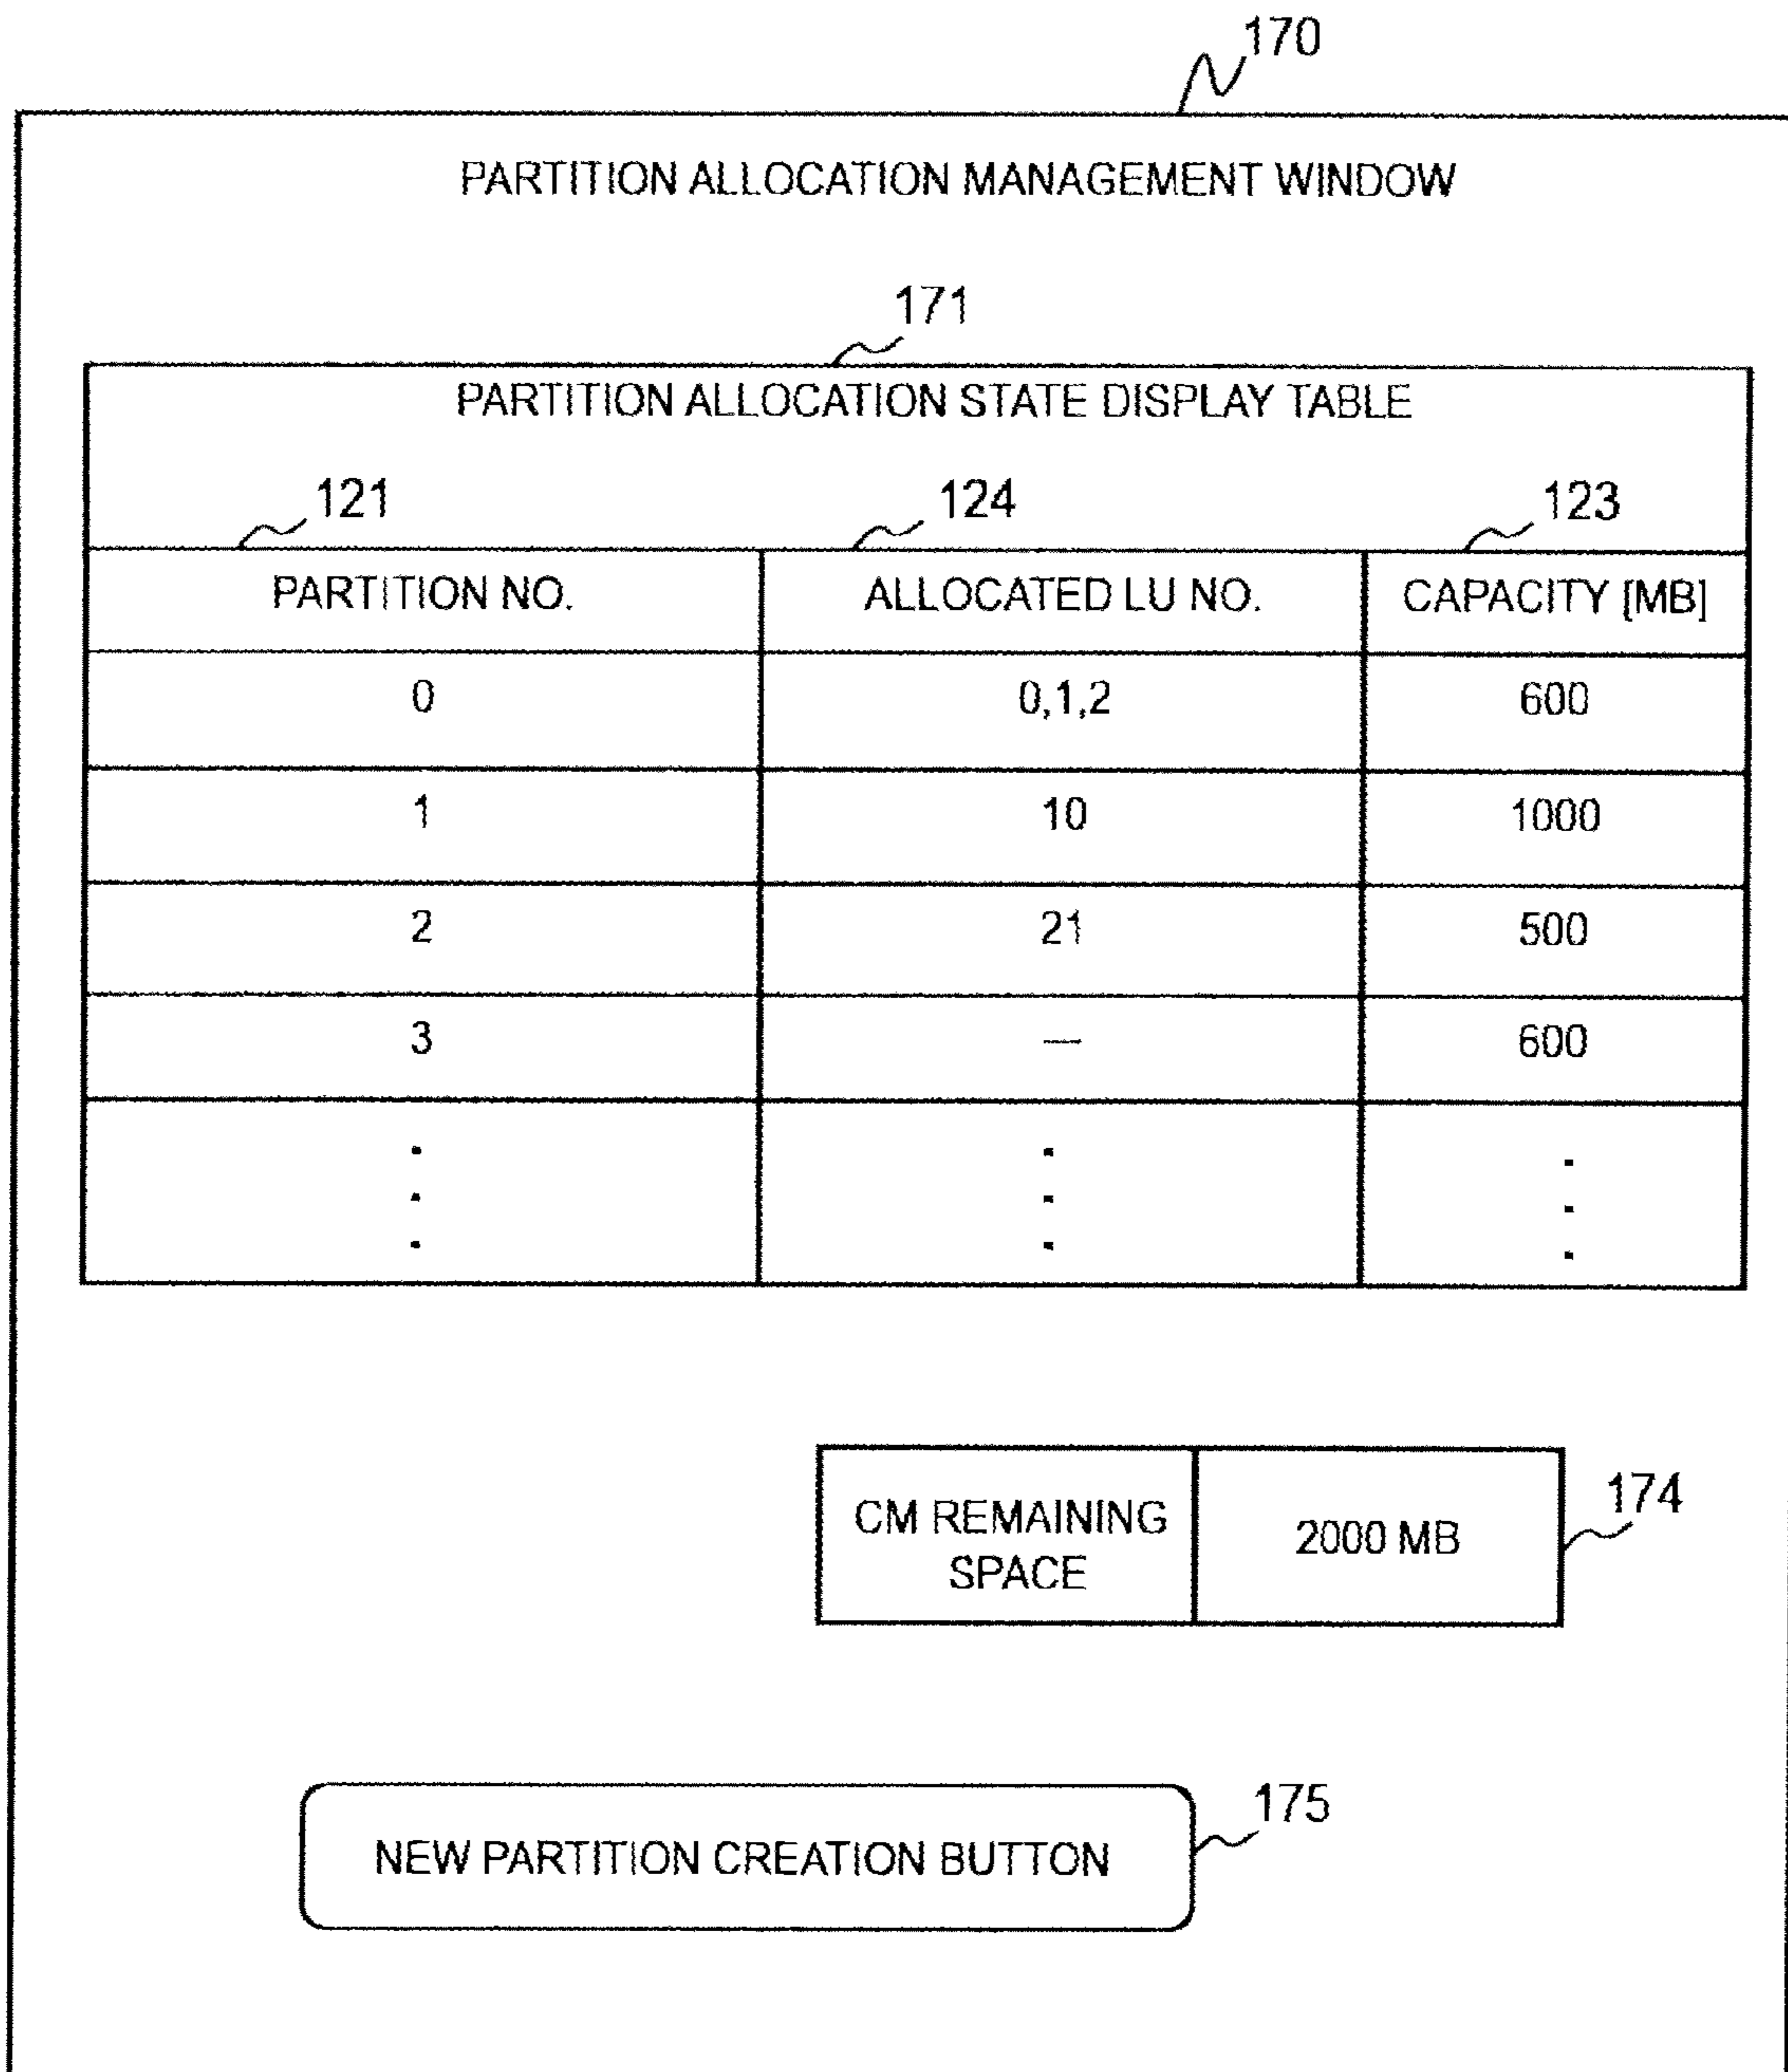 170
PARTITION ALLOCATION MANAGEMENT WINDOW
171
PARTITION ALLOCATION STATE DISPLAY TABLE
121 124 123
PARTITION NO. ALLOCATED LU NO. CAPACITY [MB]
0 0,1,2 600
1 10 1000
2 21 500
3 — 600
CM REMAINING
SPACE
2000 MB
174
NEW PARTITION CREATION BUTTON
175